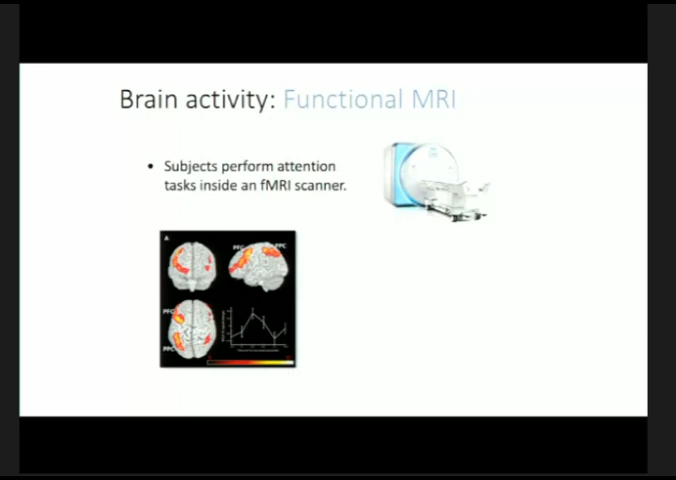 Brain activity: Functional MRI
• Subjects perform attention
tasks inside an fMRI scanner.
A
PFC PPC
PFC
PPC